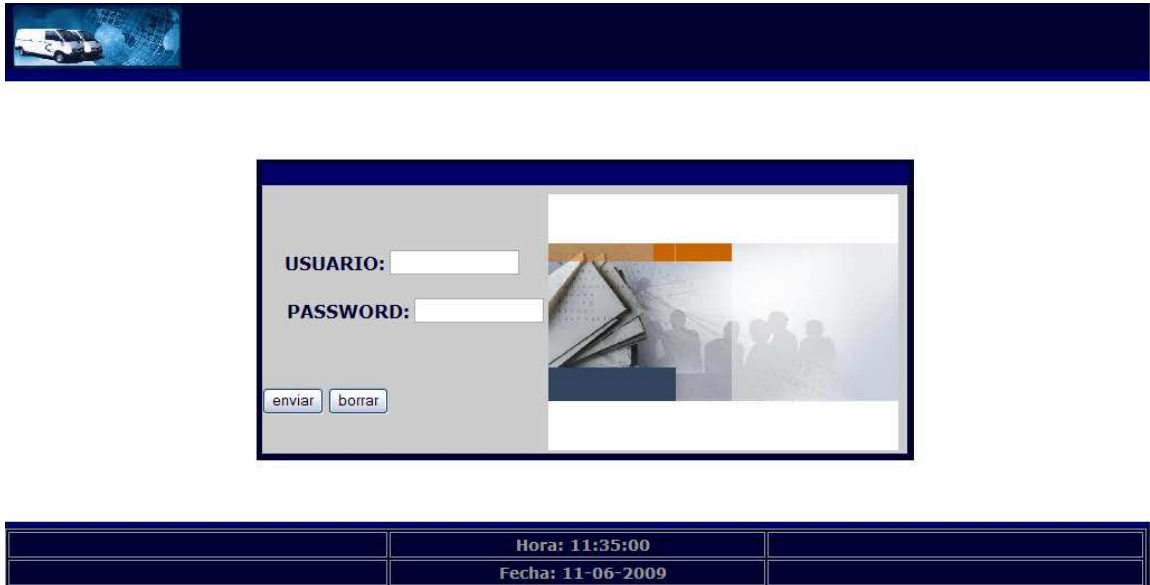 USUARIO:
PASSWORD:
enviar borrar
Hora: 11:35:00
Fecha: 11-06-2009